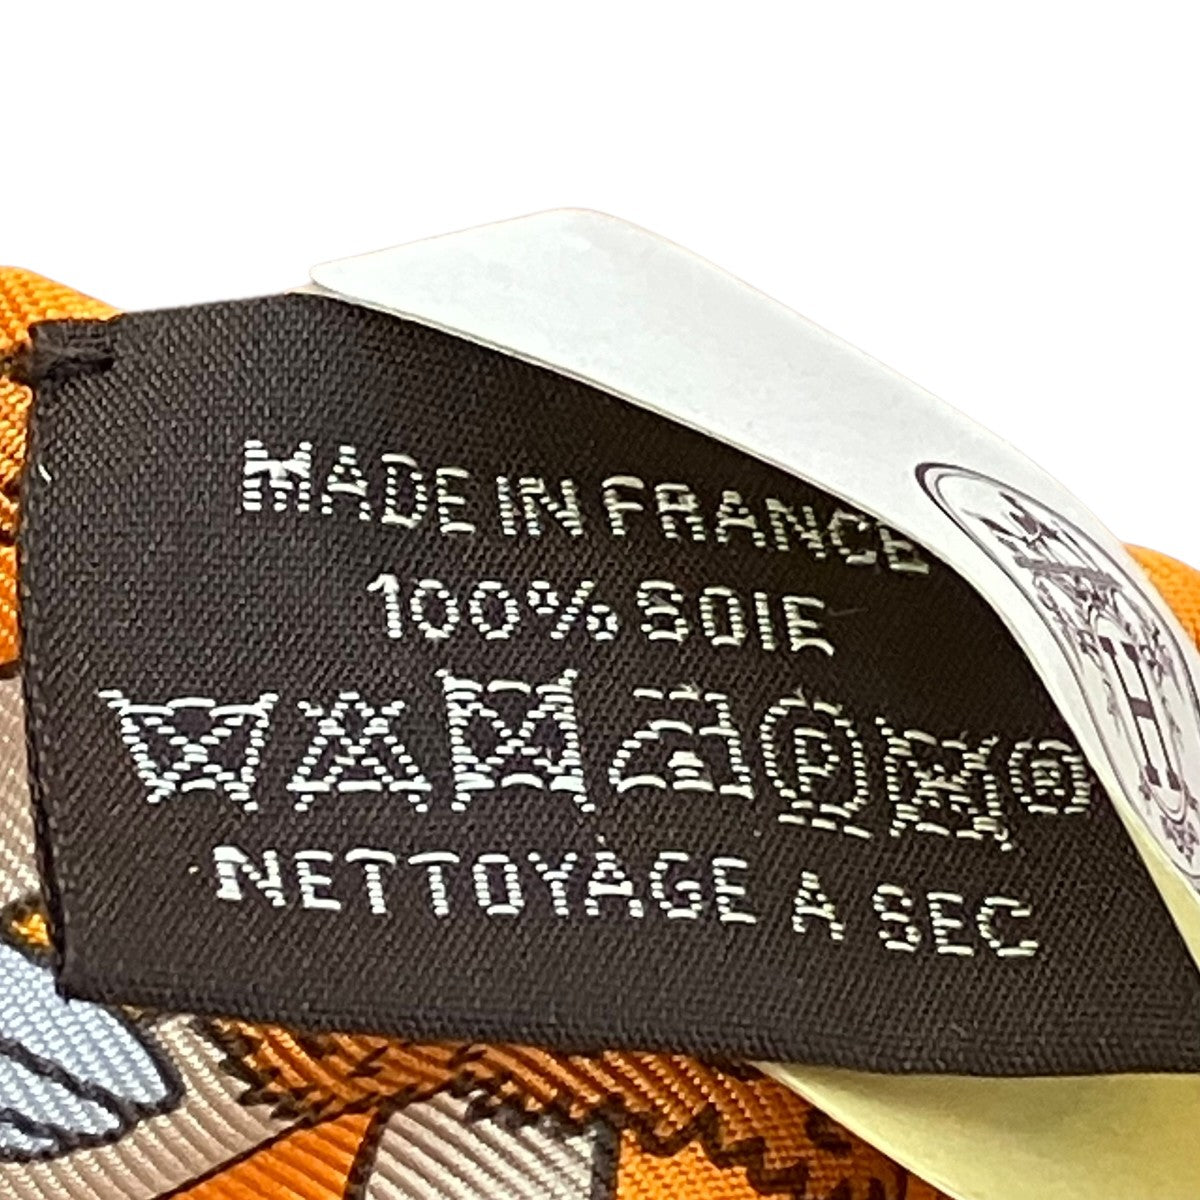 MADE IN FRANCE
100% SOIE
P ®
NETTOYAGE A SEC
H